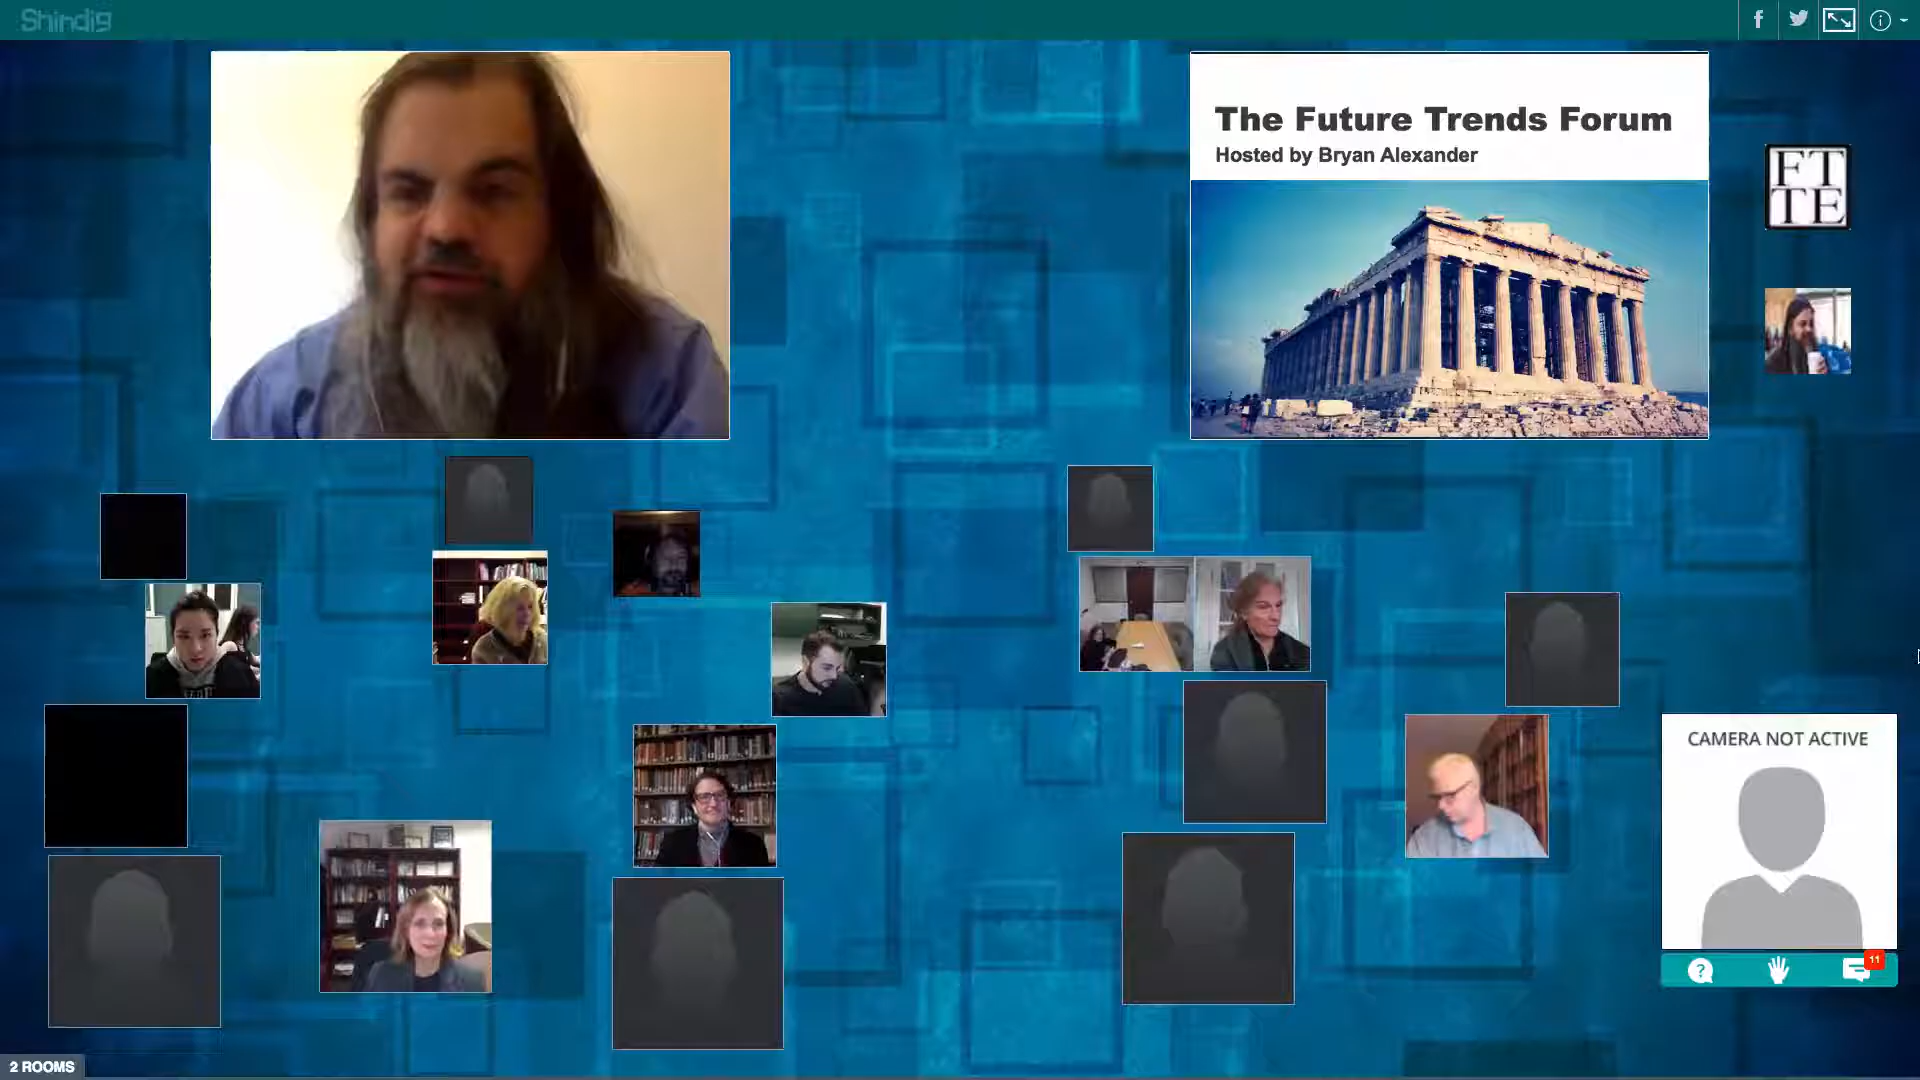 Shindig
The Future Trends Forum
Hosted by Bryan Alexander
FT
TE
CAMERA NOT ACTIVE
11
2 ROOMS